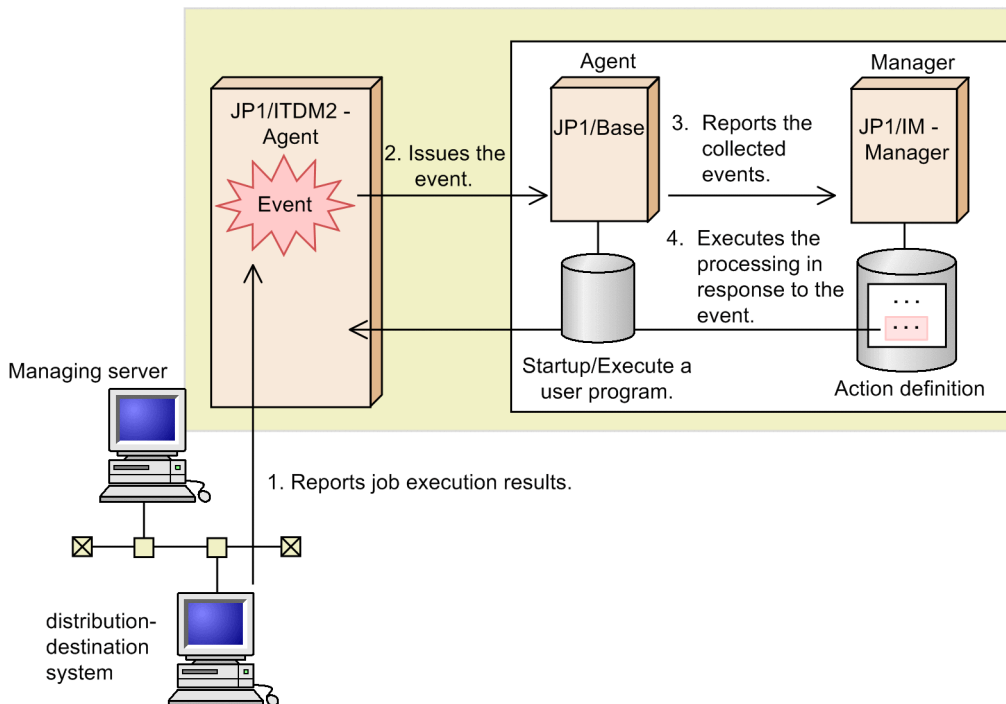 Agent
Manager
JP1/ITDM2 -
Agent
Event
2. Issues the
event.
JP1/Base
3. Reports the
collected
events.
JP1/IM -
Manager
4. Executes the
processing in
response to the
event.
...
...
Startup/Execute a
user program.
Action definition
Managing server
1. Reports job execution results.
distribution-
destination
system